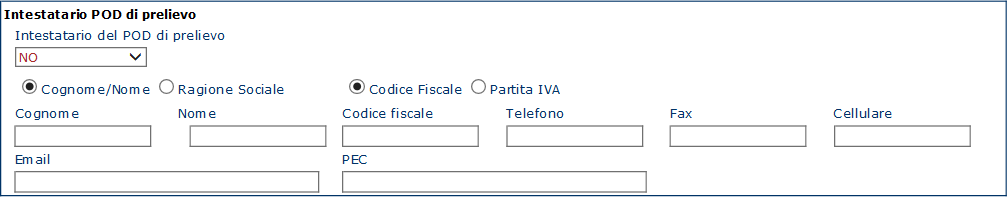 Intestatario POD di prelievo
Intestatario del POD di prelievo
NO
Cognome/Nome Ragione Sociale Codice Fiscale Partita IVA
Cognome Nome Codice fiscale Telefono Fax Cellulare
Email PEC